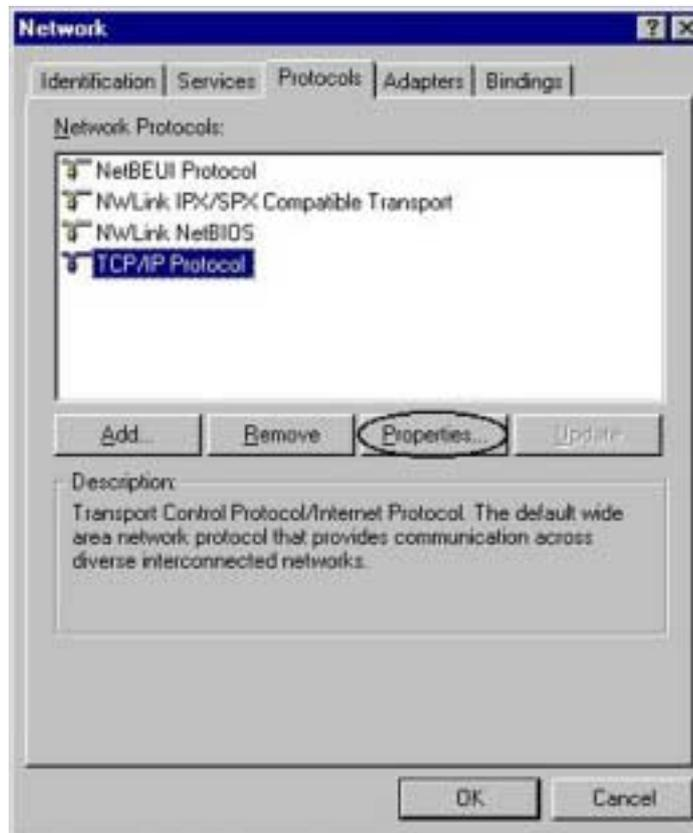 Network
Identification Services Protocols Adapters Bindings
Network Protocols:
NetBEUI Protocol
NWLink IPX/SPX Compatible Transport
NWLink NetBIOS
TCP/IP Protocol
Add... Remove Properties... Update
Description:
Transport Control Protocol/Internet Protocol. The default wide
area network protocol that provides communication across
diverse interconnected networks.
OK Cancel